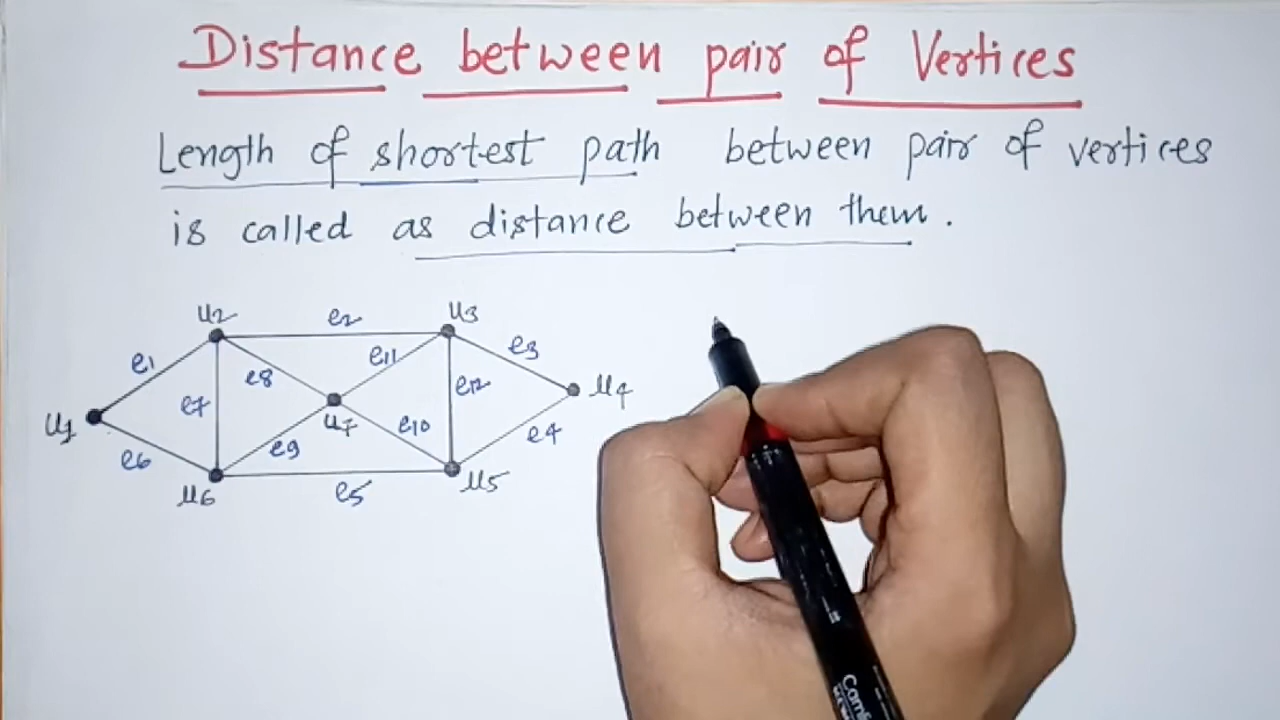 Distance between pair of Vertices
Length of shortest path between pair of vertices
is called as distance between them.
u2 e2 u3
e1 e8 e11 e3
e7 e12 u4
u1 u7 e10 e4
e6 e9
u6 e5 u5